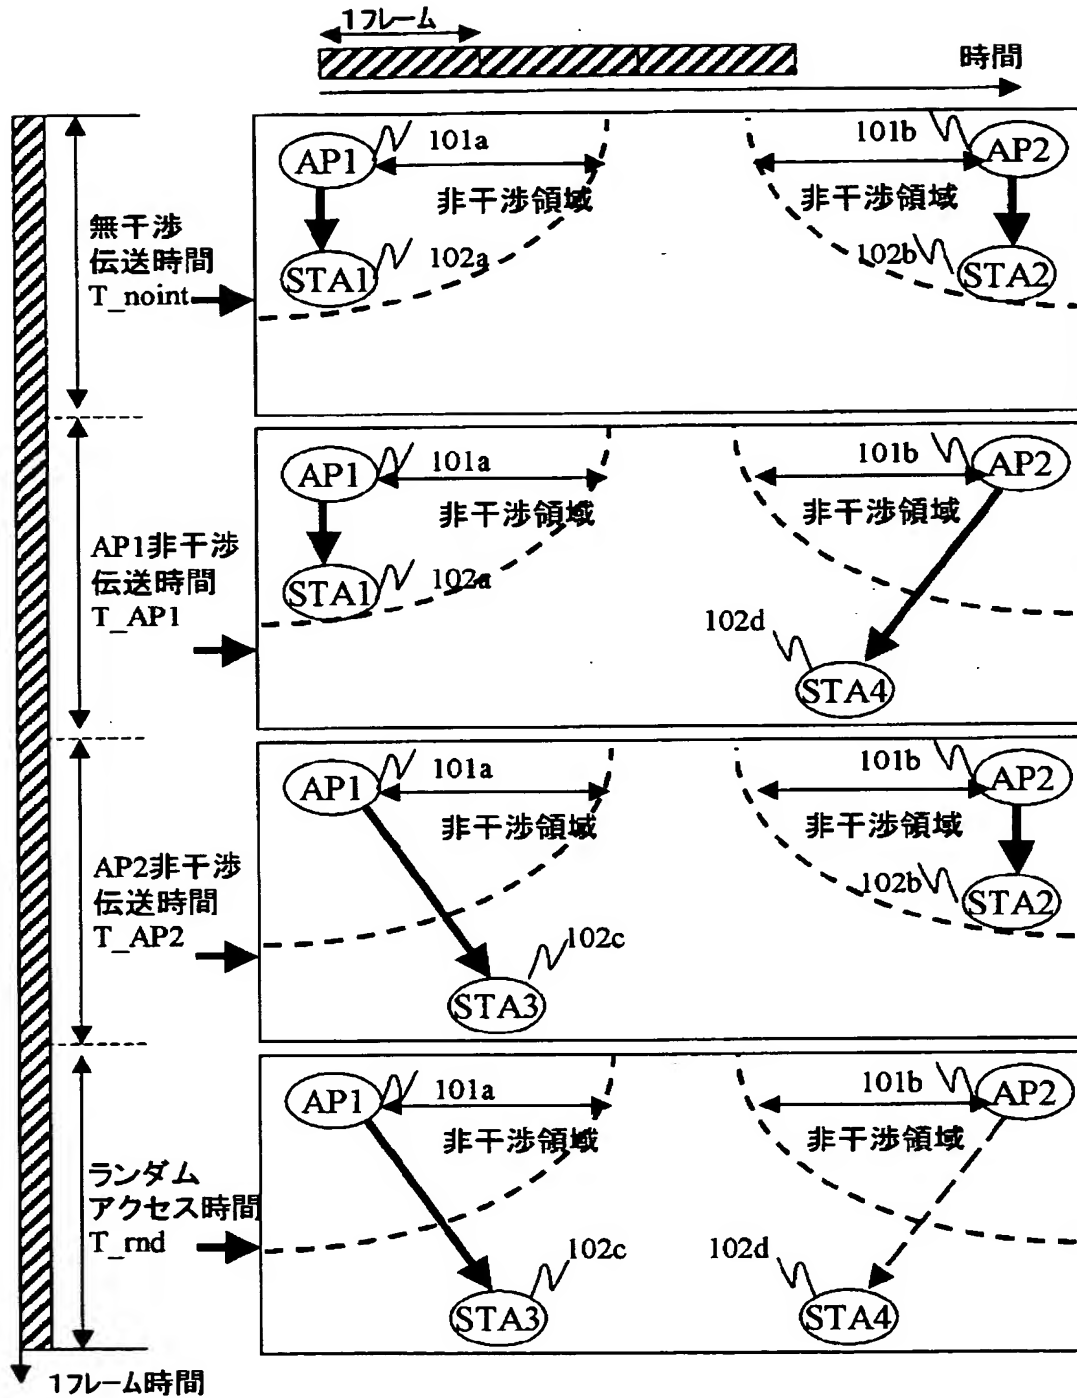 1フレーム
時間
無干渉
伝送時間
T_noint
AP1
101a
非干渉領域
STA1
102a
101b
AP2
非干渉領域
102b
STA2
AP1非干渉
伝送時間
T_AP1
AP1
101a
非干渉領域
STA1
102a
101b
AP2
非干渉領域
102d
STA4
AP2非干渉
伝送時間
T_AP2
AP1
101a
非干渉領域
102c
STA3
101b
AP2
非干渉領域
102b
STA2
ランダム
アクセス時間
T_rnd
AP1
101a
非干渉領域
102c
STA3
101b
AP2
非干渉領域
102d
STA4
1フレーム時間